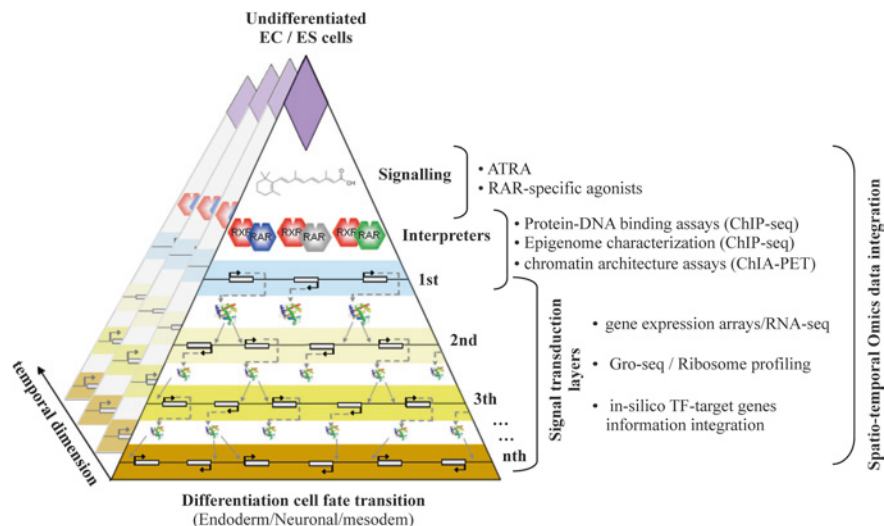 Undifferentiated
EC / ES cells
Signalling
• ATRA
• RAR-specific agonists
OH
O
RXR RAR RXR RAR RXR RAR
Interpreters
• Protein-DNA binding assays (ChIP-seq)
• Epigenome characterization (ChIP-seq)
• chromatin architecture assays (ChIA-PET)
1st
2nd
3th
...
...
nth
Signal transduction
layers
• gene expression arrays/RNA-seq
• Gro-seq / Ribosome profiling
• in-silico TF-target genes
information integration
Spatio-temporal Omics data integration
temporal dimension
Differentiation cell fate transition
(Endoderm/Neuronal/mesodem)